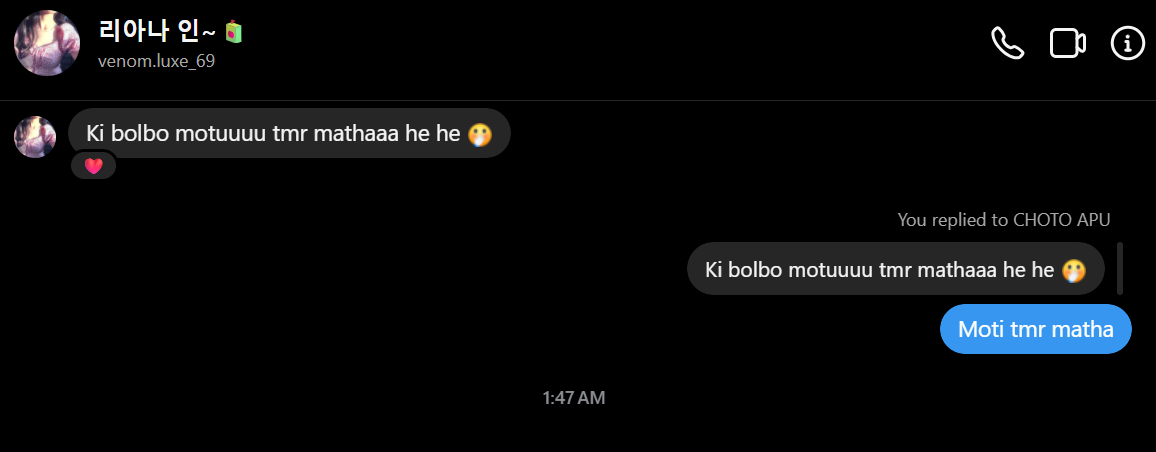 리아나 인~🧃
venom.luxe_69
Ki bolbo motuuuu tmr mathaaa he he 🫢
❤️
You replied to CHOTO APU
Ki bolbo motuuuu tmr mathaaa he he 🫢
Moti tmr matha
1:47 AM